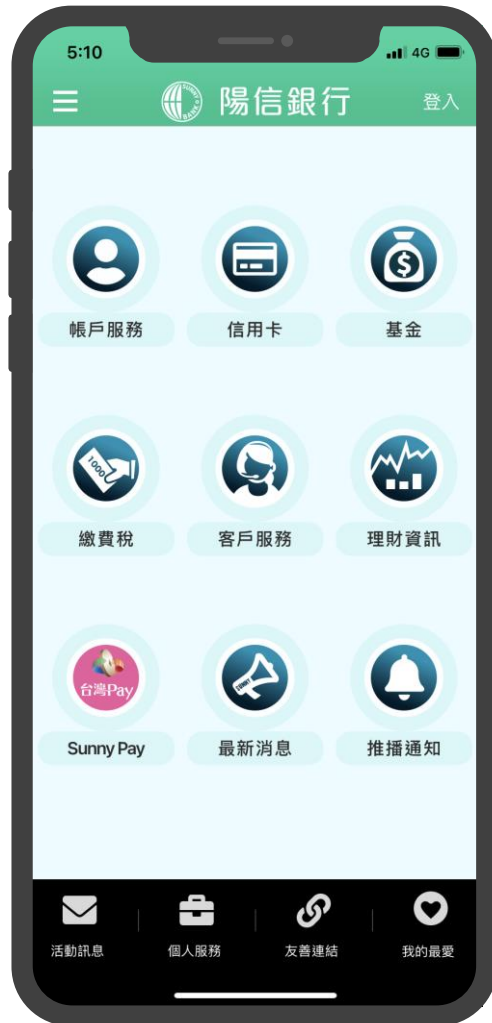 5:10
4G
SUNNY BANK
陽信銀行
登入
帳戶服務
信用卡
基金
1000
繳費稅
客戶服務
理財資訊
台灣Pay
SUNNY
Sunny Pay
最新消息
推播通知
活動訊息
個人服務
友善連結
我的最愛